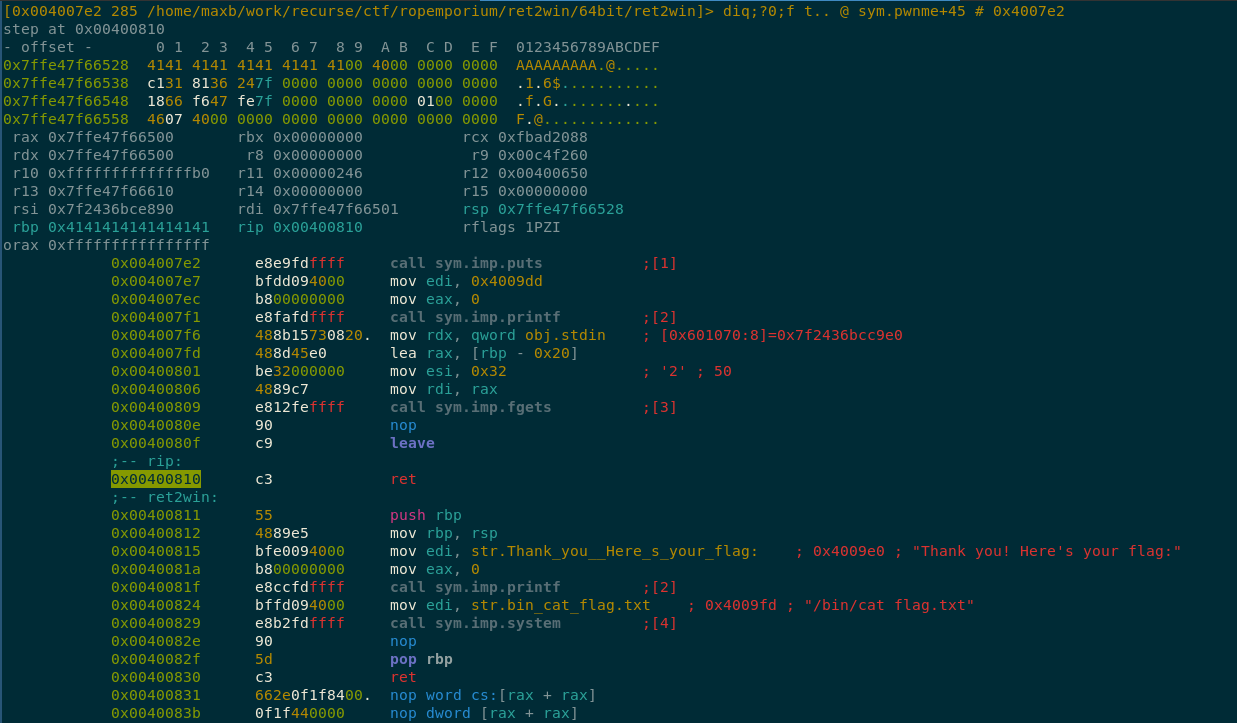 [0x004007e2 285 /home/maxb/work/recurse/ctf/ropemporium/ret2win/64bit/ret2win]> diq;?0;f t.. @ sym.pwnme+45 # 0x4007e2
step at 0x00400810
- offset -       0 1  2 3  4 5  6 7  8 9  A B  C D  E F  0123456789ABCDEF
0x7ffe47f66528  4141 4141 4141 4141 4100 4000 0000 0000  AAAAAAAAA.@.....
0x7ffe47f66538  c131 8136 247f 0000 0000 0000 0000 0000  .1.6$...........
0x7ffe47f66548  1866 f647 fe7f 0000 0000 0000 0100 0000  .f.G............
0x7ffe47f66558  4607 4000 0000 0000 0000 0000 0000 0000  F.@.............
 rax 0x7ffe47f66500       rbx 0x00000000           rcx 0xfbad2088
 rdx 0x7ffe47f66500        r8 0x00000000            r9 0x00c4f260
 r10 0xffffffffffffffb0   r11 0x00000246           r12 0x00400650
 r13 0x7ffe47f66610       r14 0x00000000           r15 0x00000000
 rsi 0x7f2436bce890       rdi 0x7ffe47f66501       rsp 0x7ffe47f66528
 rbp 0x4141414141414141   rip 0x00400810           rflags 1PZI
orax 0xffffffffffffffff
            0x004007e2      e8e9fdffff     call sym.imp.puts           ;[1]
            0x004007e7      bfdd094000     mov edi, 0x4009dd
            0x004007ec      b800000000     mov eax, 0
            0x004007f1      e8fafdffff     call sym.imp.printf         ;[2]
            0x004007f6      488b15730820.  mov rdx, qword obj.stdin    ; [0x601070:8]=0x7f2436bcc9e0
            0x004007fd      488d45e0       lea rax, [rbp - 0x20]
            0x00400801      be32000000     mov esi, 0x32               ; '2' ; 50
            0x00400806      4889c7         mov rdi, rax
            0x00400809      e812feffff     call sym.imp.fgets          ;[3]
            0x0040080e      90             nop
            0x0040080f      c9             leave
            ;-- rip:
            0x00400810      c3             ret
            ;-- ret2win:
            0x00400811      55             push rbp
            0x00400812      4889e5         mov rbp, rsp
            0x00400815      bfe0094000     mov edi, str.Thank_you__Here_s_your_flag:    ; 0x4009e0 ; "Thank you! Here's your flag:"
            0x0040081a      b800000000     mov eax, 0
            0x0040081f      e8ccfdffff     call sym.imp.printf         ;[2]
            0x00400824      bffd094000     mov edi, str.bin_cat_flag.txt    ; 0x4009fd ; "/bin/cat flag.txt"
            0x00400829      e8b2fdffff     call sym.imp.system         ;[4]
            0x0040082e      90             nop
            0x0040082f      5d             pop rbp
            0x00400830      c3             ret
            0x00400831      662e0f1f8400.  nop word cs:[rax + rax]
            0x0040083b      0f1f440000     nop dword [rax + rax]